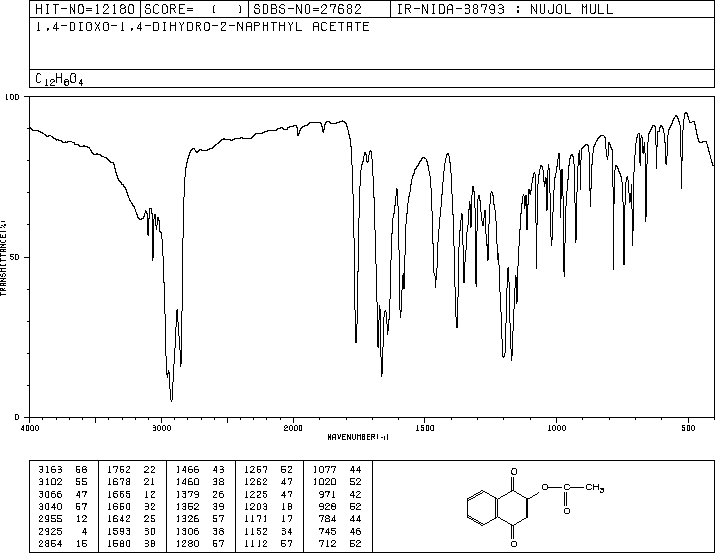 HIT-NO=12180 SCORE= ( ) SDBS-NO=27682 IR-NIDA-38793 : NUJOL MULL
1,4-DIOXO-1,4-DIHYDRO-2-NAPHTHYL ACETATE
C12H8O4
100
50
0
TRANSMITTANCE(%)
4000 3000 2000 1500 1000 500
WAVENUMBER(-1)
3163 58 1762 22 1466 43 1267 52 1077 44
3102 55 1678 21 1460 38 1262 47 1020 52
3066 47 1665 12 1379 26 1225 47 971 42
3040 57 1660 32 1352 39 1203 18 928 52
2955 12 1642 25 1326 57 1171 17 784 44
2925 4 1593 30 1306 38 1152 34 745 46
2854 15 1580 38 1280 57 1112 57 712 52
O
O C CH3
O
O